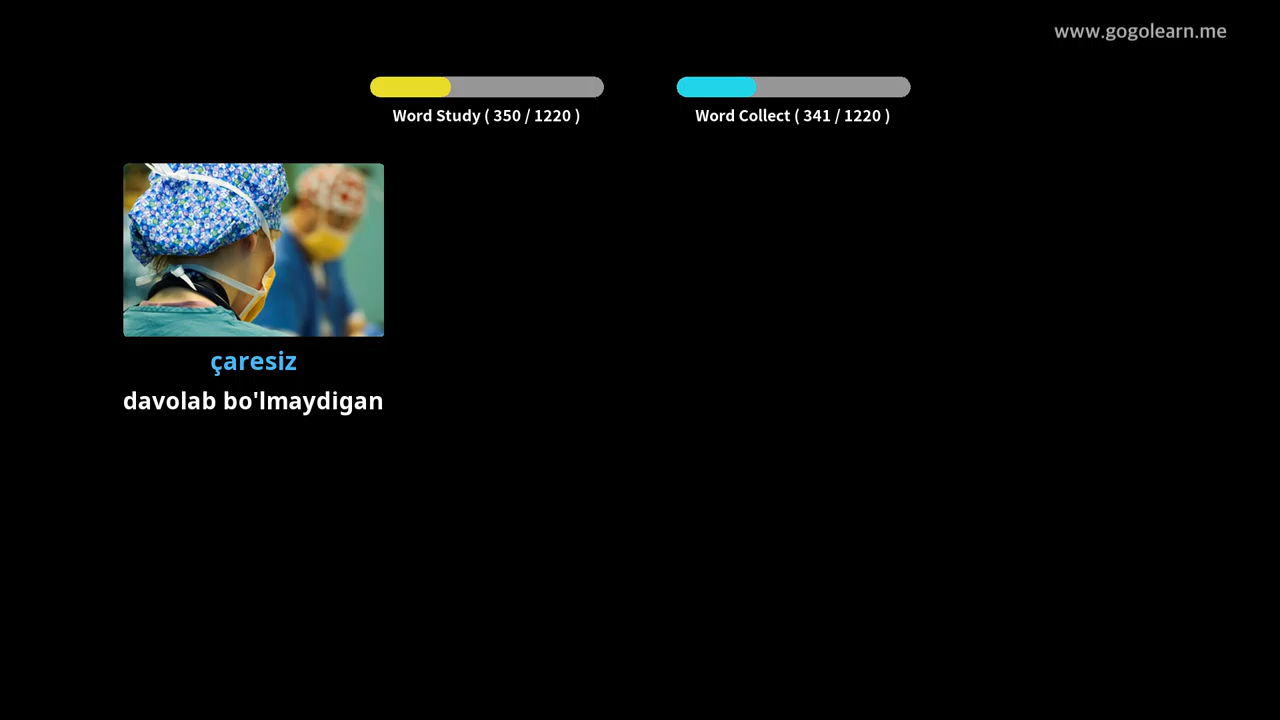 www.gogolearn.me
Word Study ( 350 / 1220 )
Word Collect ( 341 / 1220 )
çaresiz
davolab bo'lmaydigan